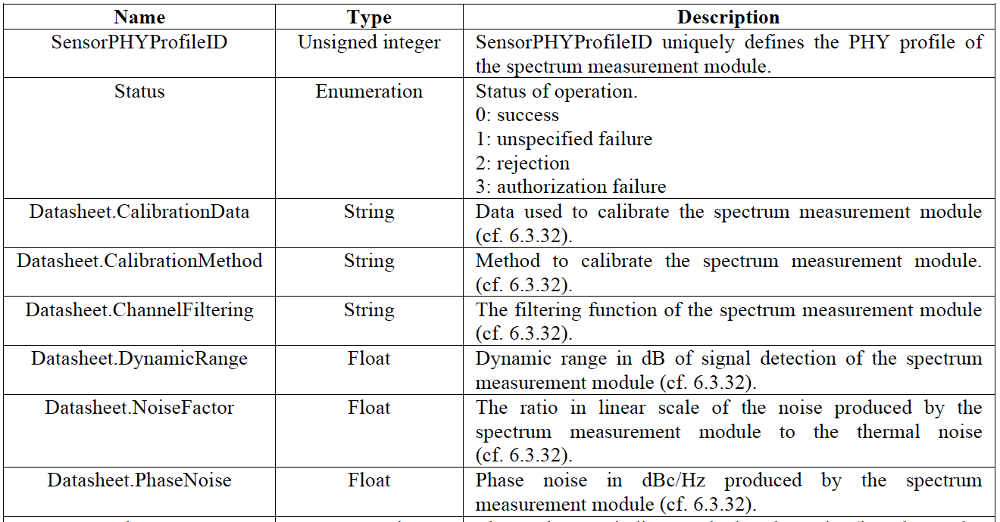 Name Type Description
SensorPHYProfileID Unsigned integer SensorPHYProfileID uniquely defines the PHY profile of
the spectrum measurement module.
Status Enumeration Status of operation.
0: success
1: unspecified failure
2: rejection
3: authorization failure
Datasheet.CalibrationData String Data used to calibrate the spectrum measurement module
(cf. 6.3.32).
Datasheet.CalibrationMethod String Method to calibrate the spectrum measurement module.
(cf. 6.3.32).
Datasheet.ChannelFiltering String The filtering function of the spectrum measurement module
(cf. 6.3.32).
Datasheet.DynamicRange Float Dynamic range in dB of signal detection of the spectrum
measurement module (cf. 6.3.32).
Datasheet.NoiseFactor Float The ratio in linear scale of the noise produced by the
spectrum measurement module to the thermal noise
(cf. 6.3.32).
Datasheet.PhaseNoise Float Phase noise in dBc/Hz produced by the spectrum
measurement module (cf. 6.3.32).